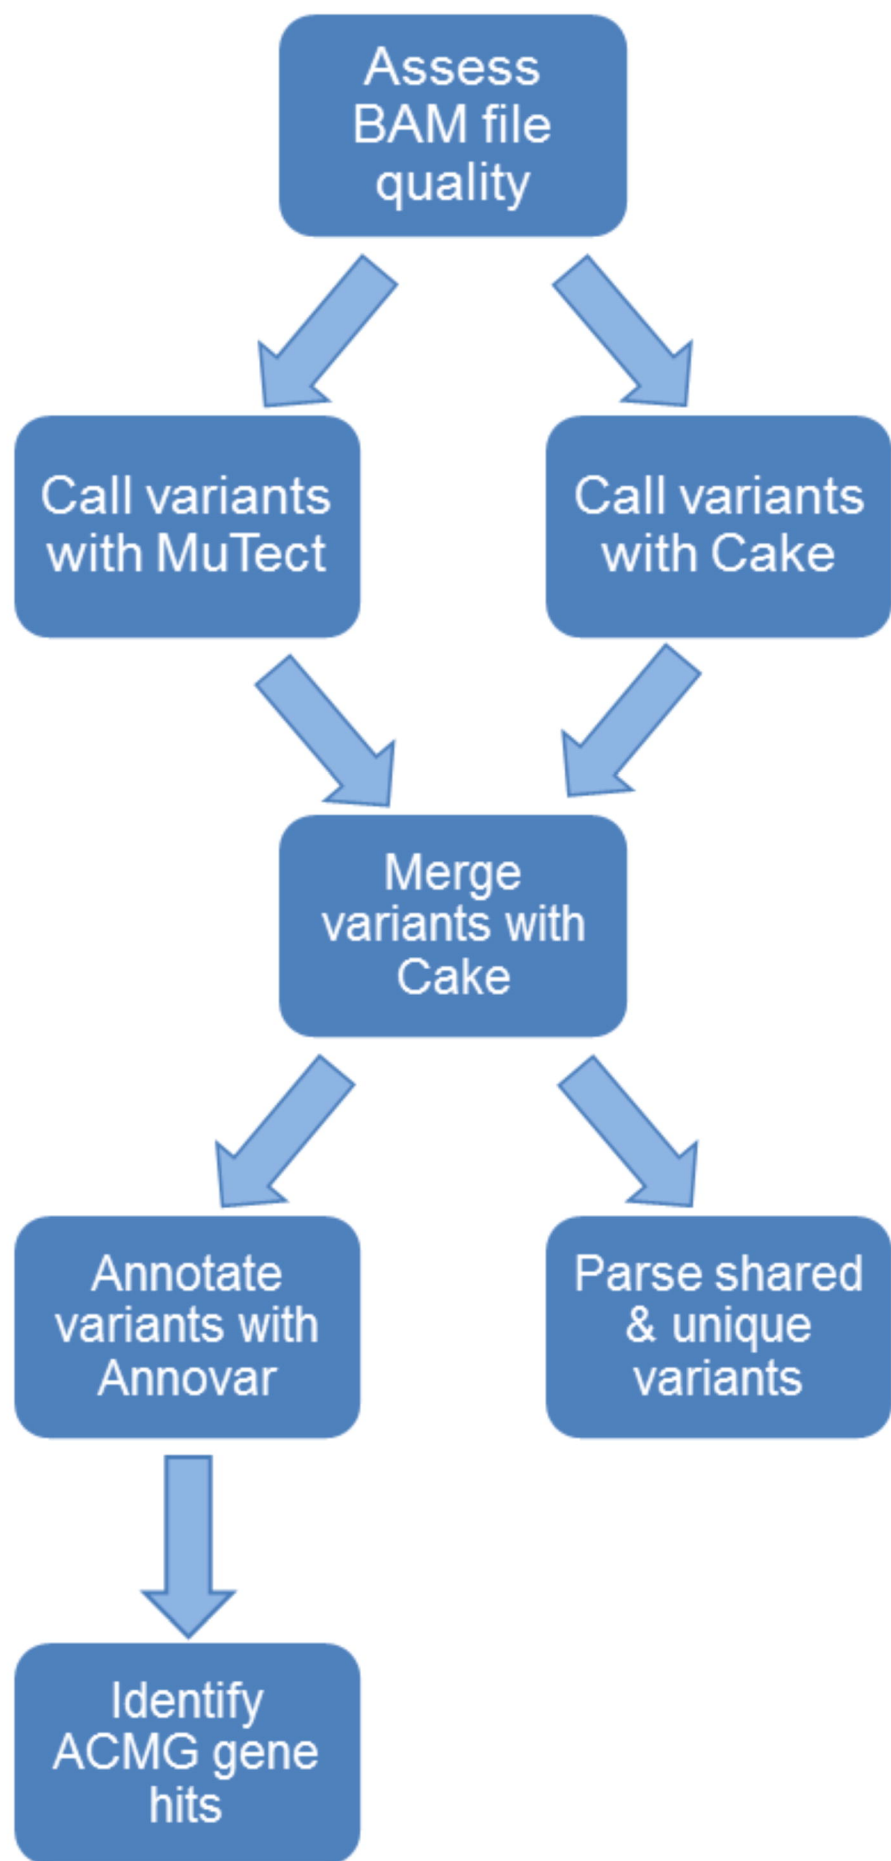 Assess
BAM file
quality
Call variants
with MuTect
Call variants
with Cake
Merge
variants with
Cake
Annotate
variants with
Annovar
Parse shared
& unique
variants
Identify
ACMG gene
hits